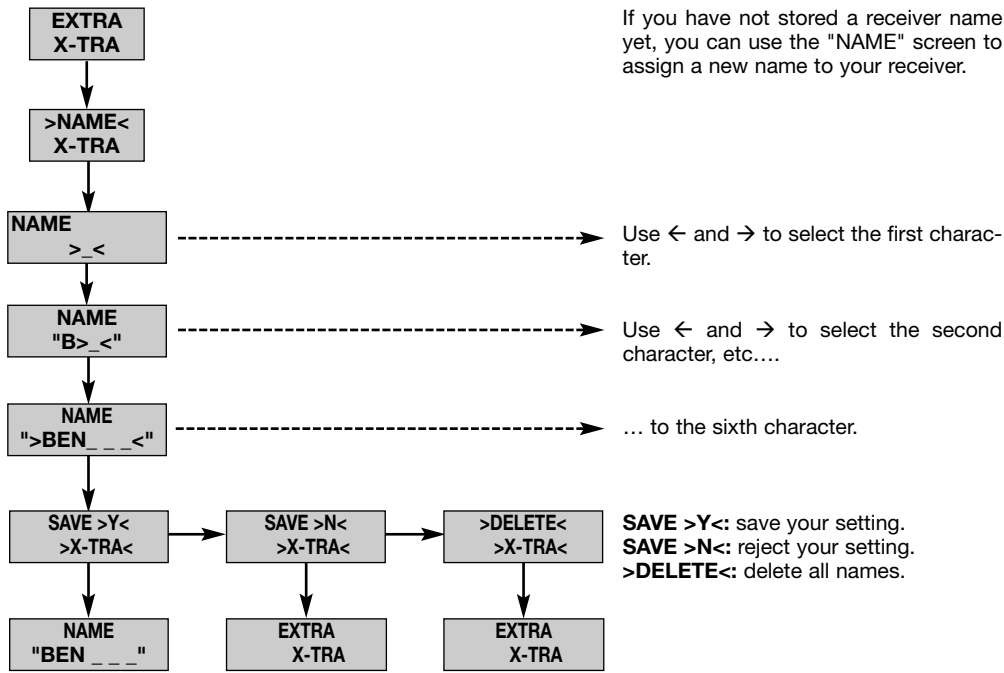 EXTRA
X-TRA
If you have not stored a receiver name
yet, you can use the "NAME" screen to
assign a new name to your receiver.
>NAME<
X-TRA
NAME
>_<
Use ← and → to select the first charac-
ter.
NAME
"B>_<"
Use ← and → to select the second
character, etc….
NAME
">BEN_ _ _<"
… to the sixth character.
SAVE >Y<
>X-TRA<
SAVE >N<
>X-TRA<
>DELETE<
>X-TRA<
SAVE >Y<: save your setting.
SAVE >N<: reject your setting.
>DELETE<: delete all names.
NAME
"BEN _ _ _"
EXTRA
X-TRA
EXTRA
X-TRA